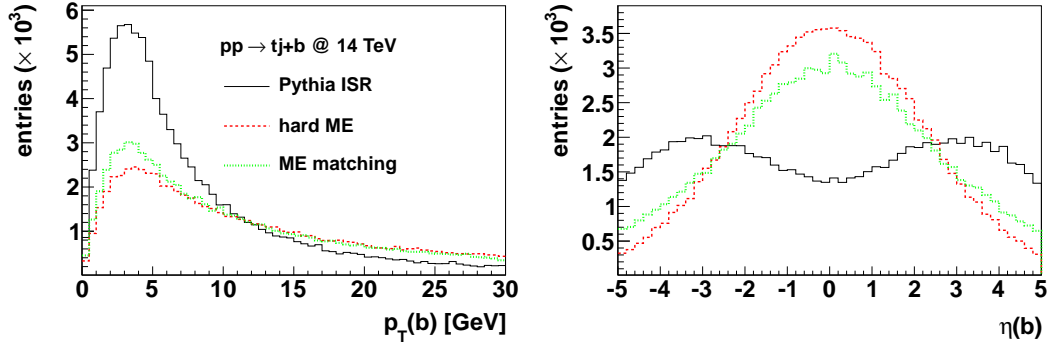 entries (× 10³)
6
5
4
3
2
1
pp → tj+b @ 14 TeV
Pythia ISR
hard ME
ME matching
0 5 10 15 20 25 30
p_T(b) [GeV]
entries (× 10³)
3.5
3
2.5
2
1.5
1
0.5
-5 -4 -3 -2 -1 0 1 2 3 4 5
η(b)